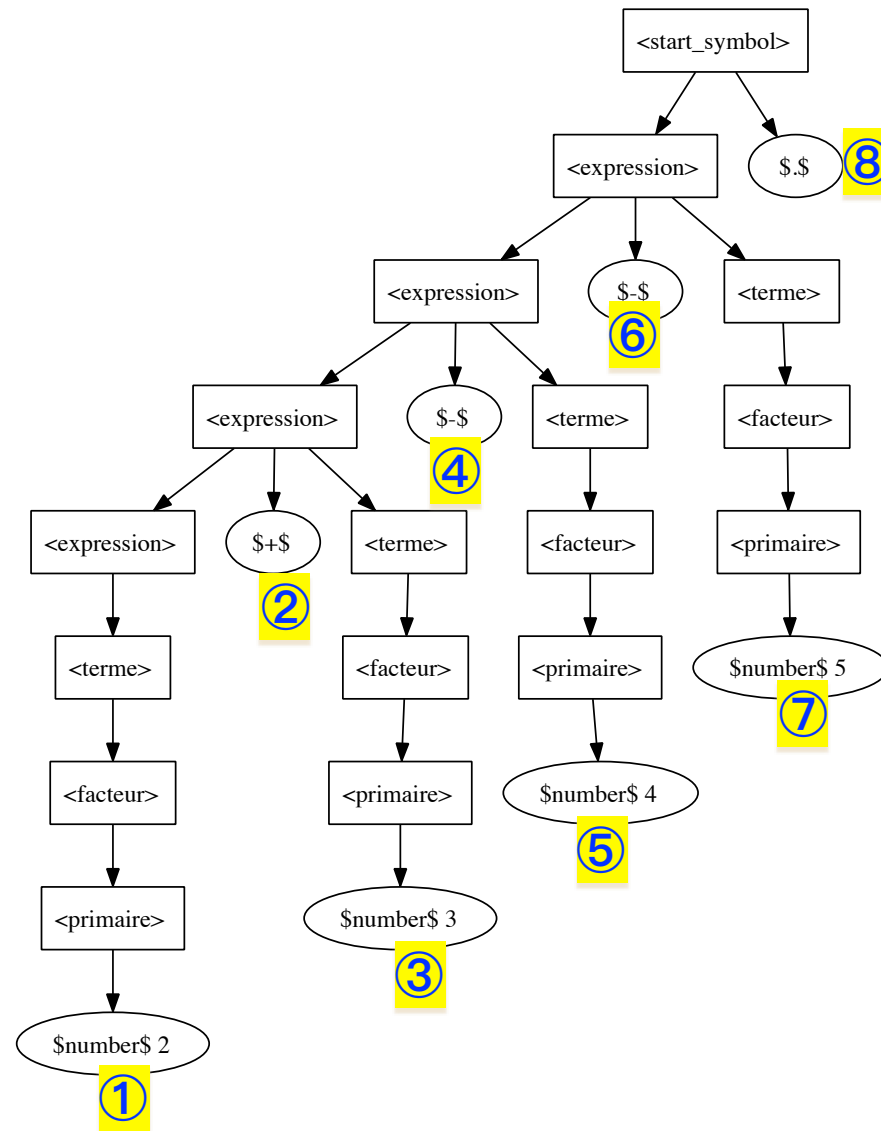 <start_symbol>
<expression>
$.$
⑧
<expression>
$-$
⑥
<terme>
<expression>
$-$
④
<terme>
<facteur>
<expression>
$+$
②
<terme>
<facteur>
<primaire>
<terme>
<facteur>
<primaire>
$number$ 5
⑦
<facteur>
<primaire>
$number$ 4
⑤
<primaire>
$number$ 3
③
$number$ 2
①